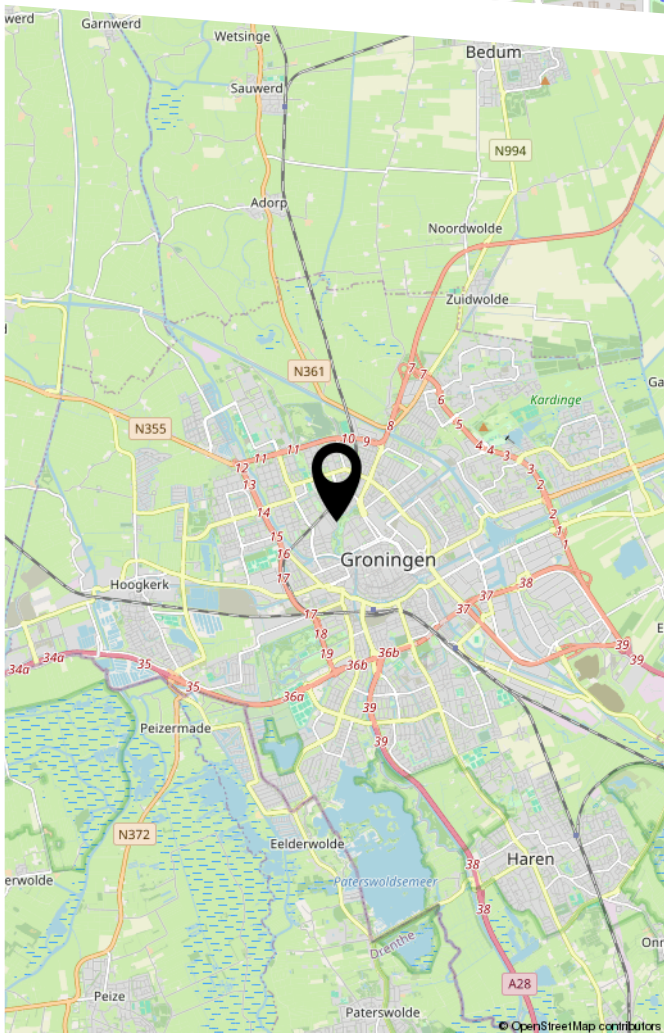 werd
Garnwerd
Wetsinge
Bedum
Sauwerd
N994
Adorp
Noordwolde
Zuidwolde
N361
7
7
6
Kardinge
Ga
N355
5
8
10
9
11
11
12
4
4
3
3
13
2
14
2
15
1
16
1
Groningen
17
Hoogkerk
38
37
17
37
18
E
39
19
36b
36b
39
34a
34a
35
35
36a
39
Peizermade
39
N372
Eelderwolde
Haren
38
erwolde
Paterswoldsemeer
38
Drenthe
Onn
A28
Peize
Paterswolde
© OpenStreetMap contributors